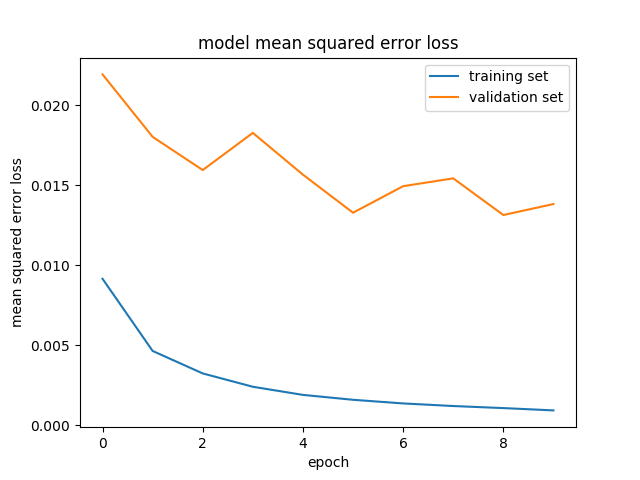 model mean squared error loss
training set
validation set
0.020
0.015
0.010
0.005
0.000
mean squared error loss
0 2 4 6 8
epoch